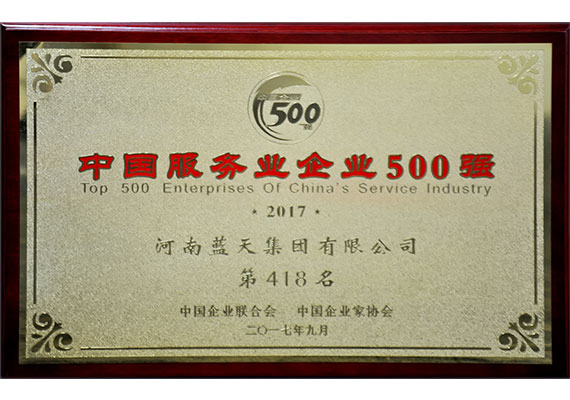 500
中国服务业企业500强
Top 500 Enterprises Of China's Service Industry
★ 2017 ★
河南蓝天集团有限公司
第418名
中国企业联合会 中国企业家协会
二〇一七年九月